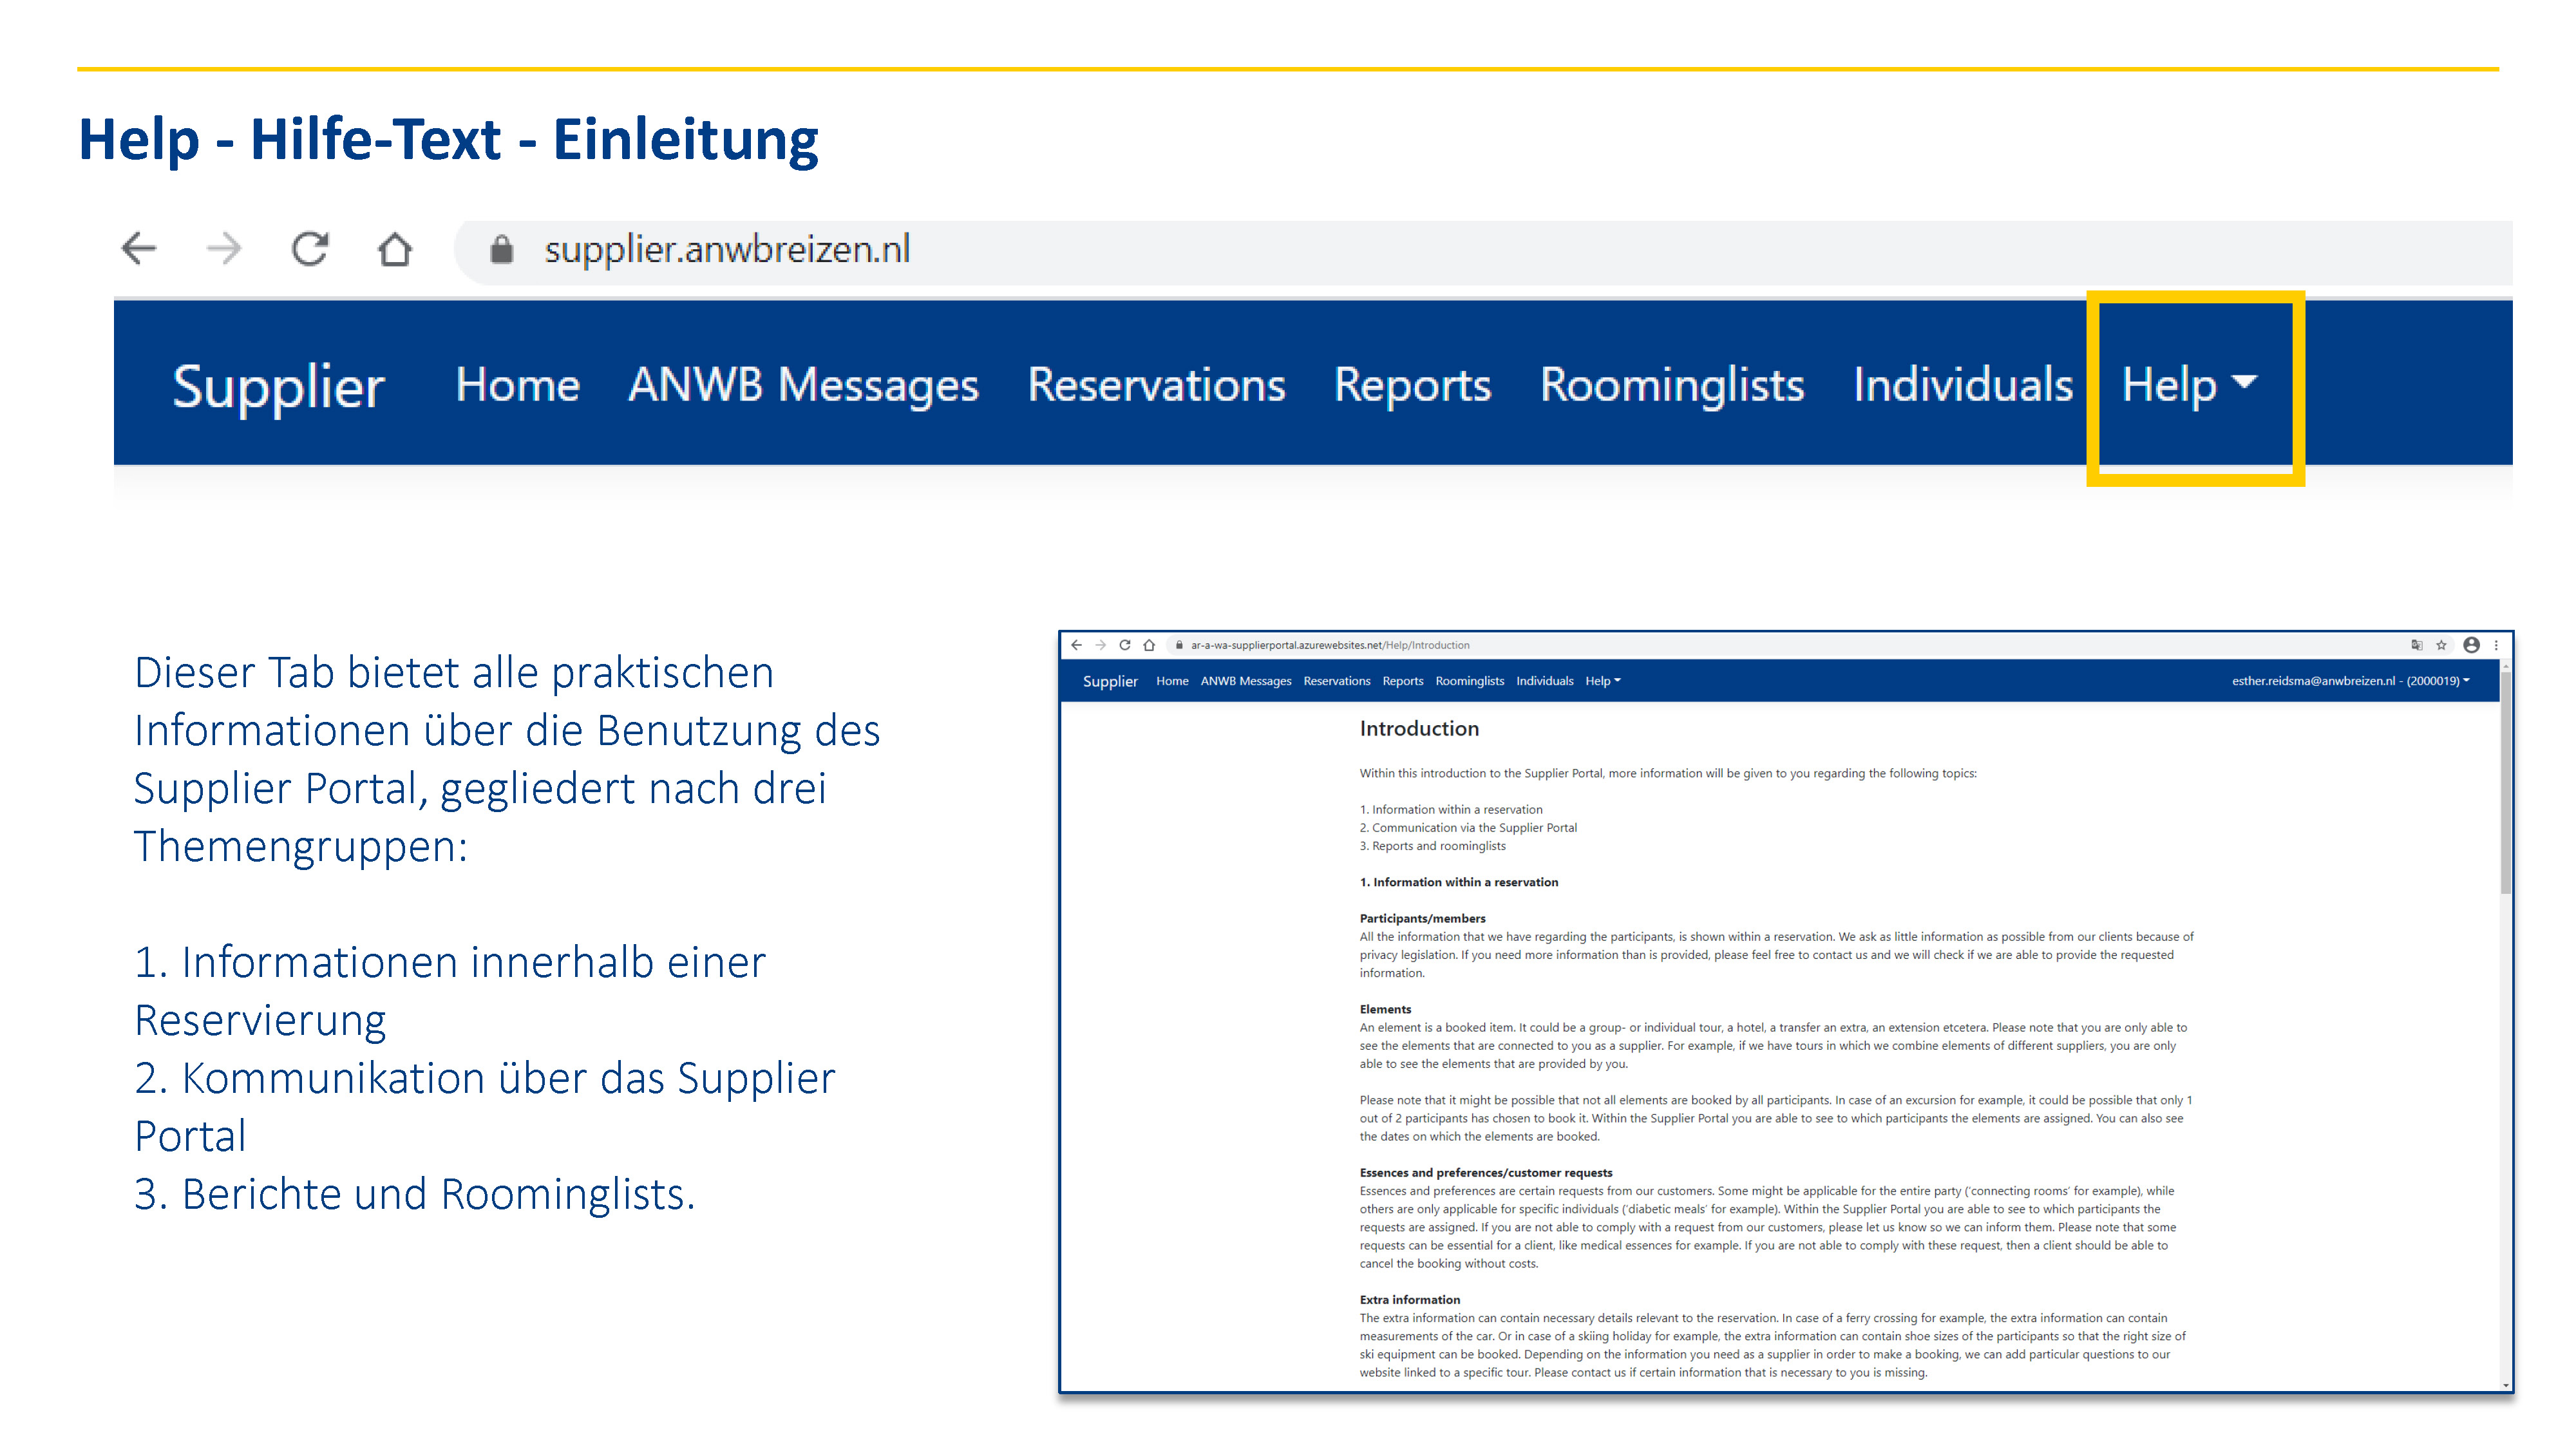 Help - Hilfe-Text - Einleitung
supplier.anwbreizen.nl
Supplier Home ANWB Messages Reservations Reports Roominglists Individuals Help
Dieser Tab bietet alle praktischen
Informationen über die Benutzung des
Supplier Portal, gegliedert nach drei
Themengruppen:
1. Informationen innerhalb einer
Reservierung
2. Kommunikation über das Supplier
Portal
3. Berichte und Roominglists.
ar-a-wa-supplierportal.azurewebsites.net/Help/Introduction
Supplier Home ANWB Messages Reservations Reports Roominglists Individuals Help esther.reidsma@anwbreizen.nl - (2000019)
Introduction
Within this introduction to the Supplier Portal, more information will be given to you regarding the following topics:
1. Information within a reservation
2. Communication via the Supplier Portal
3. Reports and roominglists
1. Information within a reservation
Participants/members
All the information that we have regarding the participants, is shown within a reservation. We ask as little information as possible from our clients because of
privacy legislation. If you need more information than is provided, please feel free to contact us and we will check if we are able to provide the requested
information.
Elements
An element is a booked item. It could be a group- or individual tour, a hotel, a transfer an extra, an extension etcetera. Please note that you are only able to
see the elements that are connected to you as a supplier. For example, if we have tours in which we combine elements of different suppliers, you are only
able to see the elements that are provided by you.
Please note that it might be possible that not all elements are booked by all participants. In case of an excursion for example, it could be possible that only 1
out of 2 participants has chosen to book it. Within the Supplier Portal you are able to see to which participants the elements are assigned. You can also see
the dates on which the elements are booked.
Essences and preferences/customer requests
Essences and preferences are certain requests from our customers. Some might be applicable for the entire party ('connecting rooms' for example), while
others are only applicable for specific individuals ('diabetic meals' for example). Within the Supplier Portal you are able to see to which participants the
requests are assigned. If you are not able to comply with a request from our customers, please let us know so we can inform them. Please note that some
requests can be essential for a client, like medical essences for example. If you are not able to comply with these request, then a client should be able to
cancel the booking without costs.
Extra information
The extra information can contain necessary details relevant to the reservation. In case of a ferry crossing for example, the extra information can contain
measurements of the car. Or in case of a skiing holiday for example, the extra information can contain shoe sizes of the participants so that the right size of
ski equipment can be booked. Depending on the information you need as a supplier in order to make a booking, we can add particular questions to our
website linked to a specific tour. Please contact us if certain information that is necessary to you is missing.